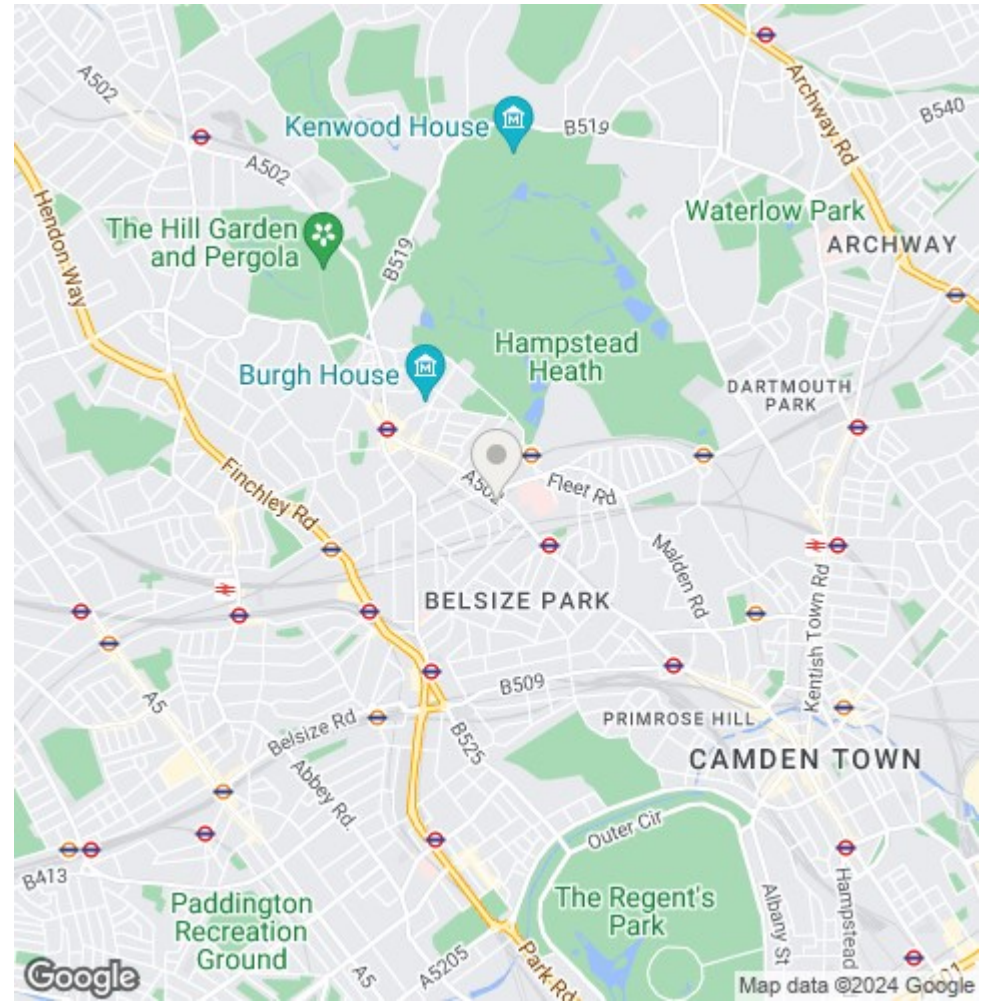 A502
Archway Rd
B540
Kenwood House
B519
A502
Hendon Way
Waterlow Park
ARCHWAY
The Hill Garden
and Pergola
B519
Hampstead
Heath
Burgh House
DARTMOUTH
PARK
A502
Fleet Rd
Finchley Rd
Malden Rd
BELSIZE PARK
Kentish Town Rd
A5
B509
PRIMROSE HILL
Belsize Rd
B525
CAMDEN TOWN
Abbey Rd.
Outer Cir
B413
The Regent's
Park
Albany St
Hampstead
Paddington
Recreation
Ground
A5
A5205
Park Rd
Google
Map data ©2024 Google